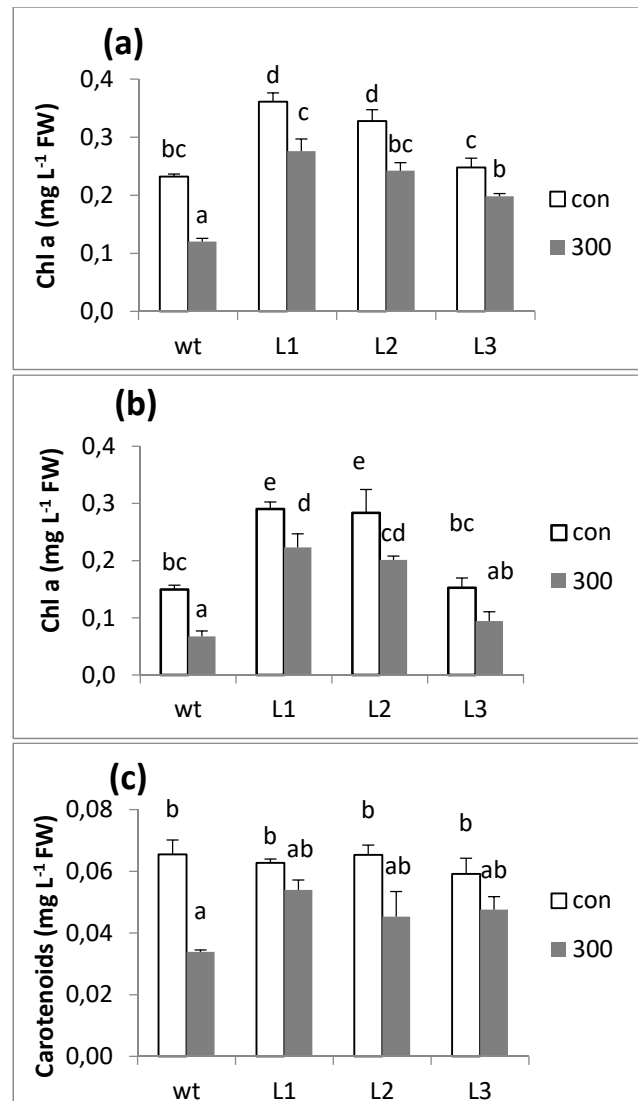 (a)
Chl a (mg L⁻¹ FW)
0,4
0,3
0,2
0,1
0,0
bc a d c d bc c b
wt L1 L2 L3
con
300
(b)
Chl a (mg L⁻¹ FW)
0,4
0,3
0,2
0,1
0,0
bc a e d e cd bc ab
wt L1 L2 L3
con
300
(c)
Carotenoids (mg L⁻¹ FW)
0,08
0,06
0,04
0,02
0,00
b a b ab b ab b ab
wt L1 L2 L3
con
300